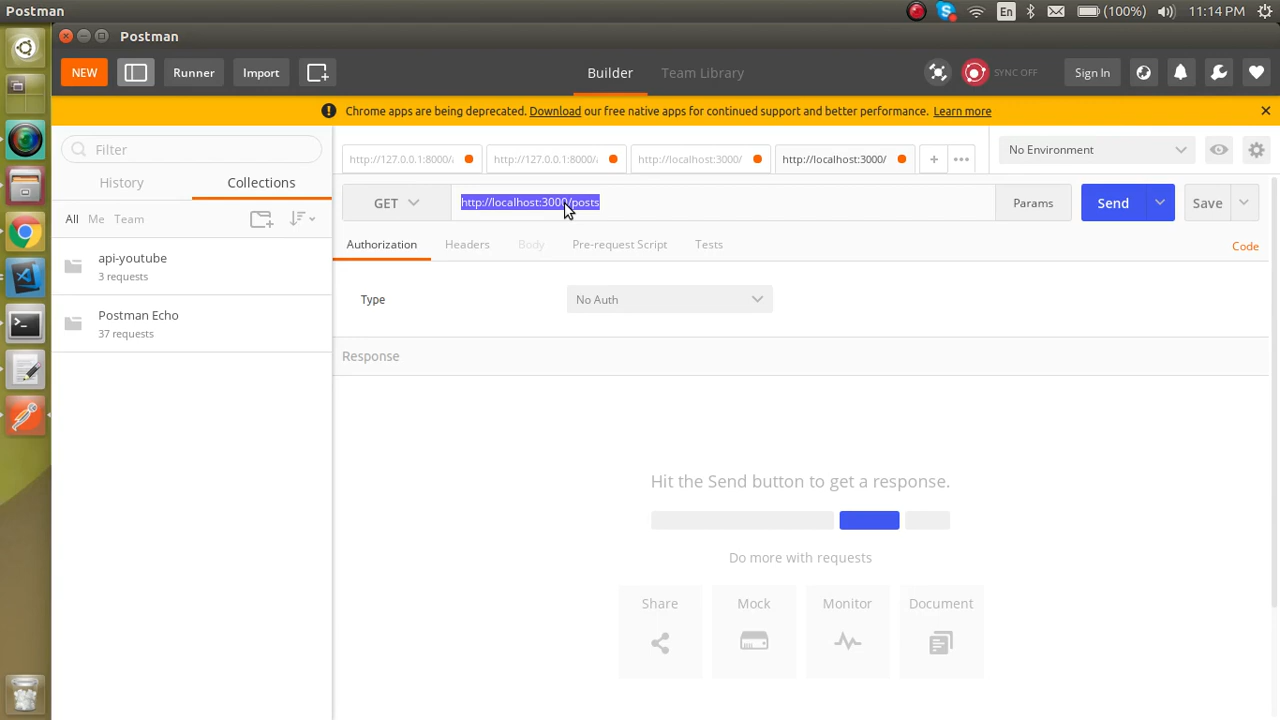 Postman
En
(100%)
11:14 PM
Postman
NEW
Runner
Import
Builder
Team Library
SYNC OFF
Sign In
Chrome apps are being deprecated. Download our free native apps for continued support and better performance. Learn more
Filter
http://127.0.0.1:8000/
http://127.0.0.1:8000/
http://localhost:3000/
http://localhost:3000/
No Environment
History
Collections
GET
http://localhost:3000/posts
Params
Send
Save
All
Me
Team
Authorization
Headers
Body
Pre-request Script
Tests
Code
api-youtube
3 requests
Type
No Auth
Postman Echo
37 requests
Response
Hit the Send button to get a response.
Do more with requests
Share
Mock
Monitor
Document